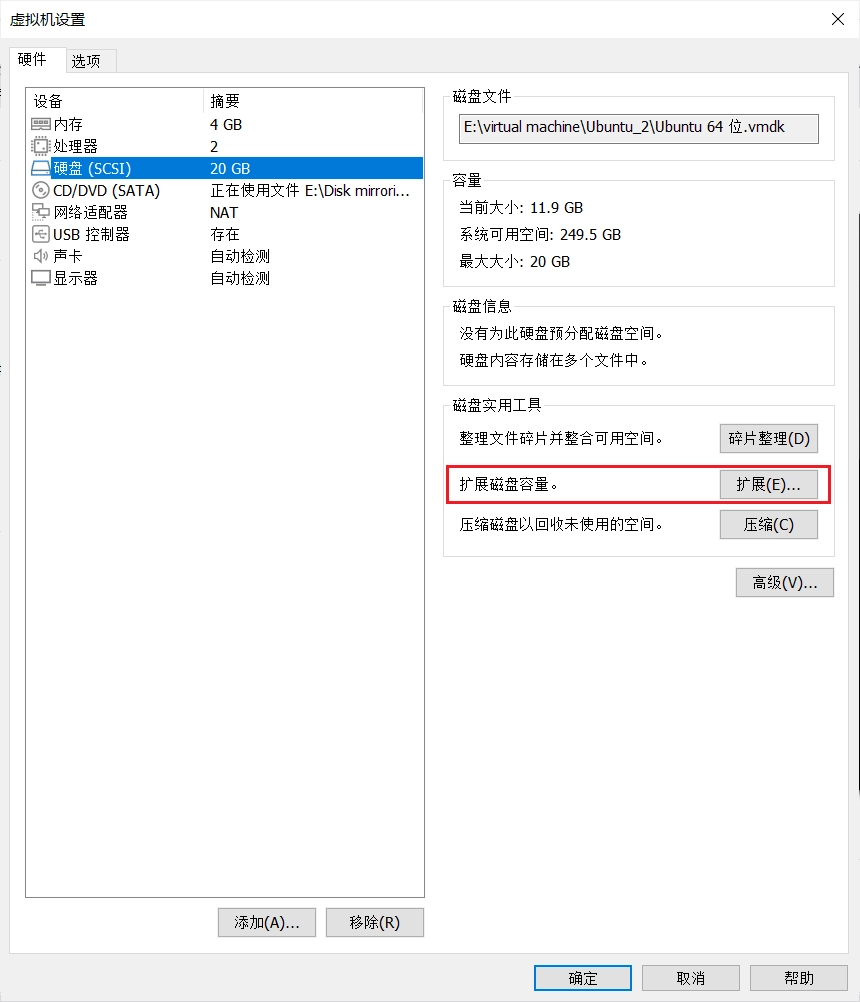 虚拟机设置
硬件 选项
设备 摘要
内存 4 GB
处理器 2
硬盘 (SCSI) 20 GB
CD/DVD (SATA) 正在使用文件 E:\Disk mirrori...
网络适配器 NAT
USB 控制器 存在
声卡 自动检测
显示器 自动检测
添加(A)... 移除(R)
磁盘文件
E:\virtual machine\Ubuntu_2\Ubuntu 64 位.vmdk
容量
当前大小: 11.9 GB
系统可用空间: 249.5 GB
最大大小: 20 GB
磁盘信息
没有为此硬盘预分配磁盘空间。
硬盘内容存储在多个文件中。
磁盘实用工具
整理文件碎片并整合可用空间。 碎片整理(D)
扩展磁盘容量。 扩展(E)...
压缩磁盘以回收未使用的空间。 压缩(C)
高级(V)...
确定 取消 帮助